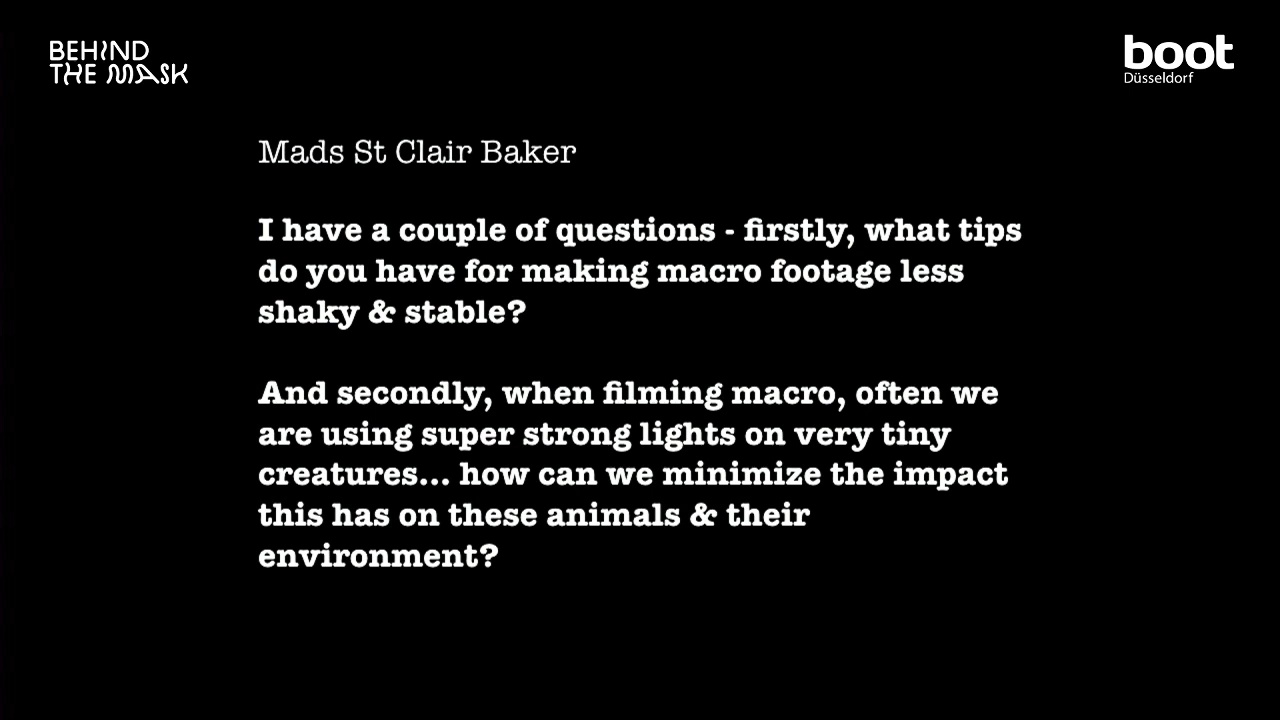 BEHIND
THE MASK
boot
Düsseldorf
Mads St Clair Baker
I have a couple of questions - firstly, what tips
do you have for making macro footage less
shaky & stable?
And secondly, when filming macro, often we
are using super strong lights on very tiny
creatures... how can we minimize the impact
this has on these animals & their
environment?